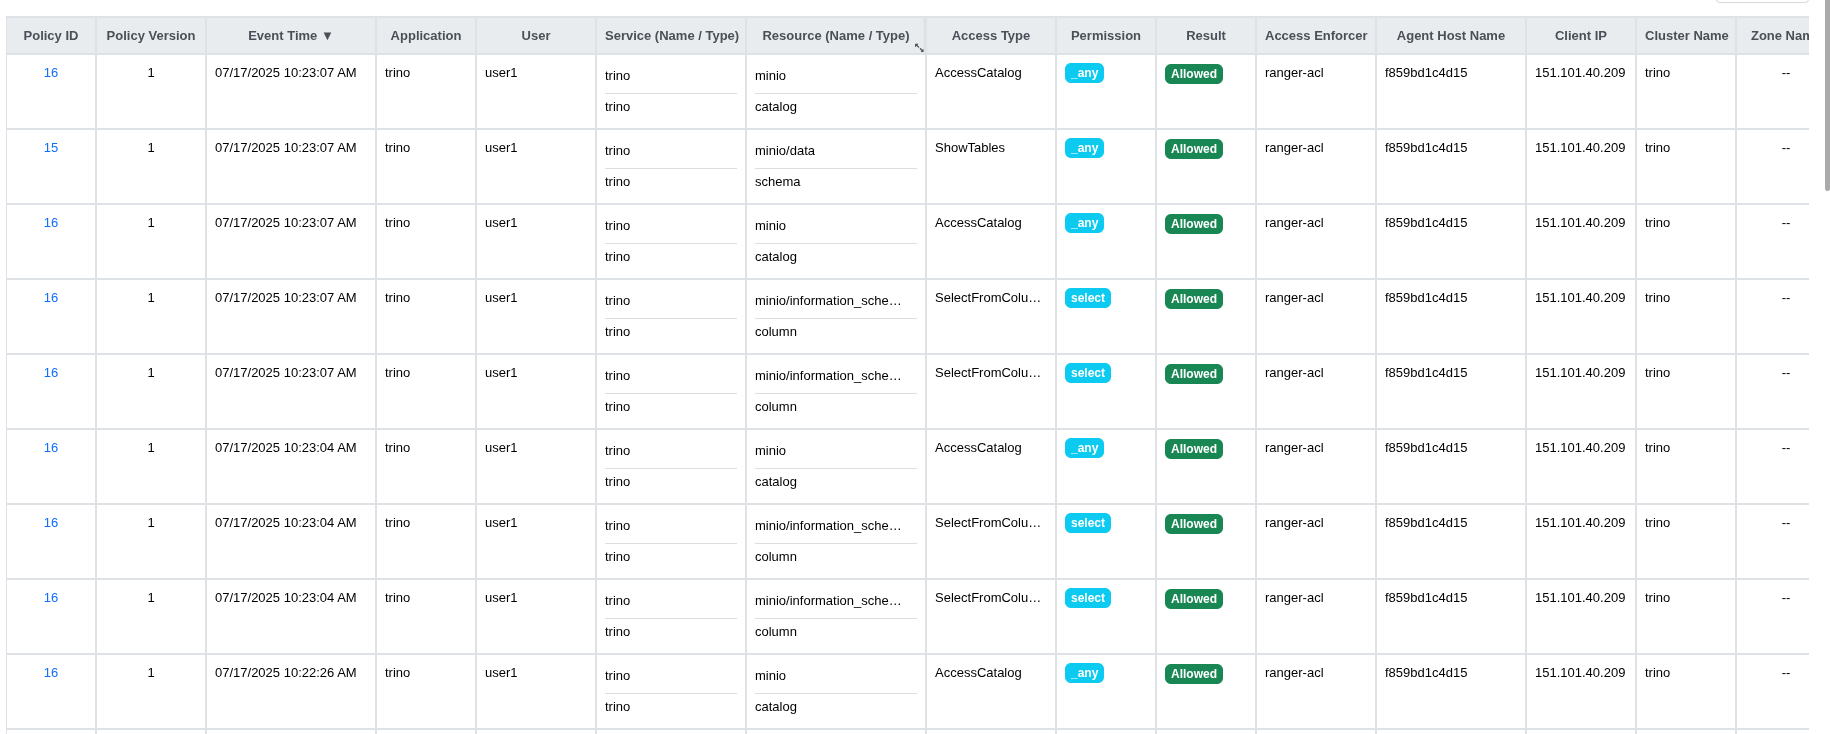 Policy ID Policy Version Event Time ▼ Application User Service (Name / Type) Resource (Name / Type) Access Type Permission Result Access Enforcer Agent Host Name Client IP Cluster Name Zone Nam
16 1 07/17/2025 10:23:07 AM trino user1 trino minio AccessCatalog _any Allowed ranger-acl f859bd1c4d15 151.101.40.209 trino --
trino catalog
15 1 07/17/2025 10:23:07 AM trino user1 trino minio/data ShowTables _any Allowed ranger-acl f859bd1c4d15 151.101.40.209 trino --
trino schema
16 1 07/17/2025 10:23:07 AM trino user1 trino minio AccessCatalog _any Allowed ranger-acl f859bd1c4d15 151.101.40.209 trino --
trino catalog
16 1 07/17/2025 10:23:07 AM trino user1 trino minio/information_sche… SelectFromColu… select Allowed ranger-acl f859bd1c4d15 151.101.40.209 trino --
trino column
16 1 07/17/2025 10:23:07 AM trino user1 trino minio/information_sche… SelectFromColu… select Allowed ranger-acl f859bd1c4d15 151.101.40.209 trino --
trino column
16 1 07/17/2025 10:23:04 AM trino user1 trino minio AccessCatalog _any Allowed ranger-acl f859bd1c4d15 151.101.40.209 trino --
trino catalog
16 1 07/17/2025 10:23:04 AM trino user1 trino minio/information_sche… SelectFromColu… select Allowed ranger-acl f859bd1c4d15 151.101.40.209 trino --
trino column
16 1 07/17/2025 10:23:04 AM trino user1 trino minio/information_sche… SelectFromColu… select Allowed ranger-acl f859bd1c4d15 151.101.40.209 trino --
trino column
16 1 07/17/2025 10:22:26 AM trino user1 trino minio AccessCatalog _any Allowed ranger-acl f859bd1c4d15 151.101.40.209 trino --
trino catalog